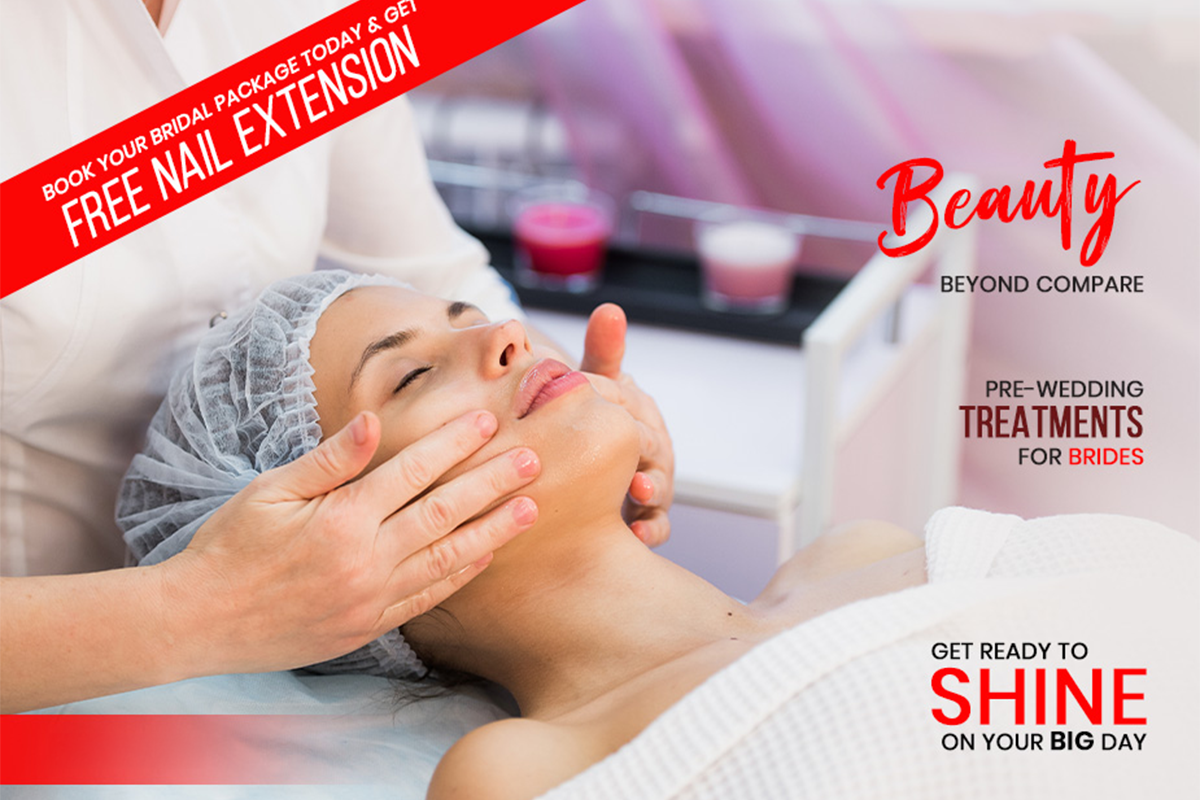 BOOK YOUR BRIDAL PACKAGE TODAY & GET
FREE NAIL EXTENSION
Beauty
BEYOND COMPARE
PRE-WEDDING
TREATMENTS
FOR BRIDES
GET READY TO
SHINE
ON YOUR BIG DAY